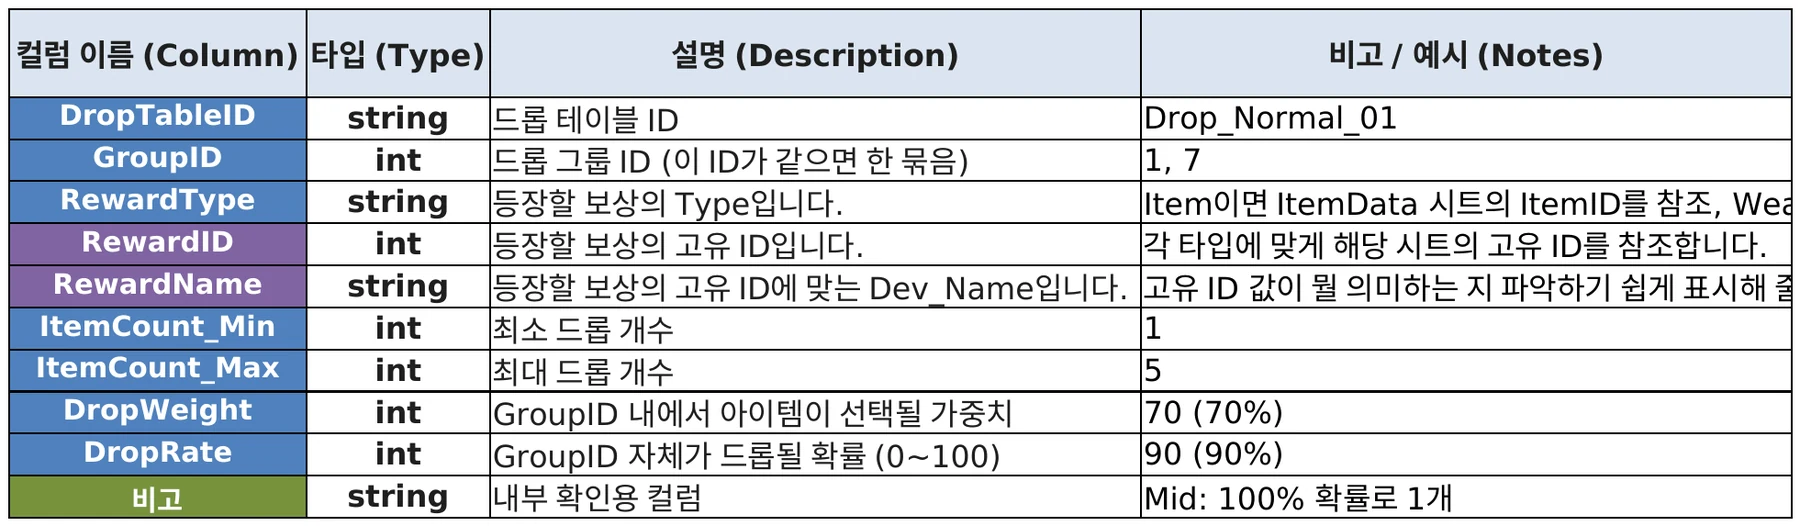 컬럼 이름 (Column) 타입 (Type) 설명 (Description) 비고 / 예시 (Notes)
DropTableID string 드롭 테이블 ID Drop_Normal_01
GroupID int 드롭 그룹 ID (이 ID가 같으면 한 묶음) 1, 7
RewardType string 등장할 보상의 Type입니다. Item이면 ItemData 시트의 ItemID를 참조,
RewardID int 등장할 보상의 고유 ID입니다. 각 타입에 맞게 해당 시트의 고유 ID를 참조합니다.
RewardName string 등장할 보상의 고유 ID에 맞는 Dev_Name입니다. 고유 ID 값이 뭘 의미하는 지 파악하기 쉽게 표시해
ItemCount_Min int 최소 드롭 개수 1
ItemCount_Max int 최대 드롭 개수 5
DropWeight int GroupID 내에서 아이템이 선택될 가중치 70 (70%)
DropRate int GroupID 자체가 드롭될 확률 (0~100) 90 (90%)
비고 string 내부 확인용 컬럼 Mid: 100% 확률로 1개